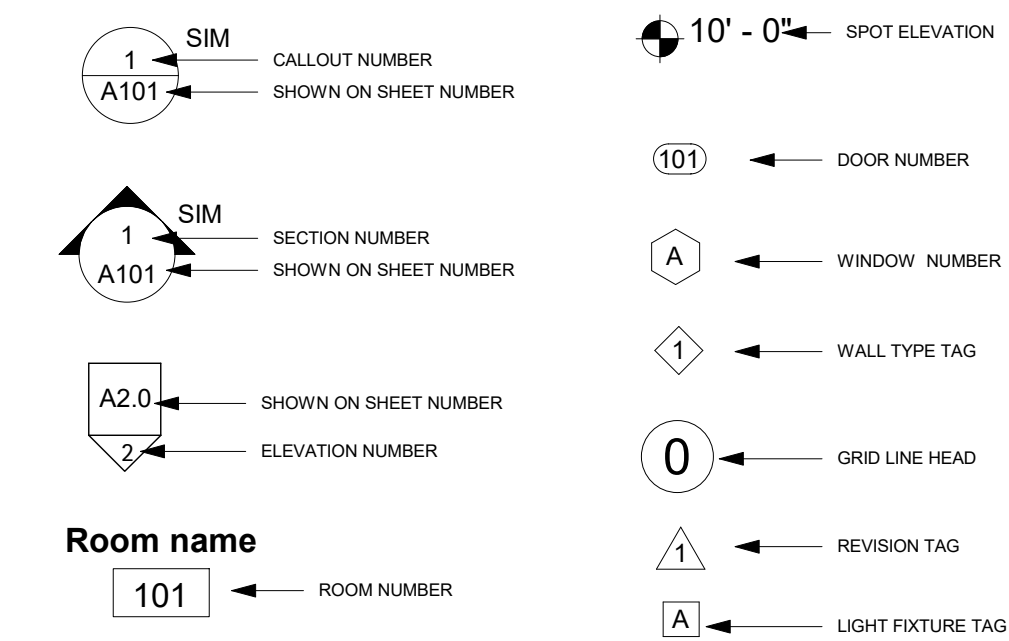 SIM
1
CALLOUT NUMBER
A101
SHOWN ON SHEET NUMBER
SIM
1
SECTION NUMBER
A101
SHOWN ON SHEET NUMBER
A2.0
SHOWN ON SHEET NUMBER
2
ELEVATION NUMBER
Room name
101
ROOM NUMBER
10' - 0"
SPOT ELEVATION
101
DOOR NUMBER
A
WINDOW NUMBER
1
WALL TYPE TAG
0
GRID LINE HEAD
1
REVISION TAG
A
LIGHT FIXTURE TAG